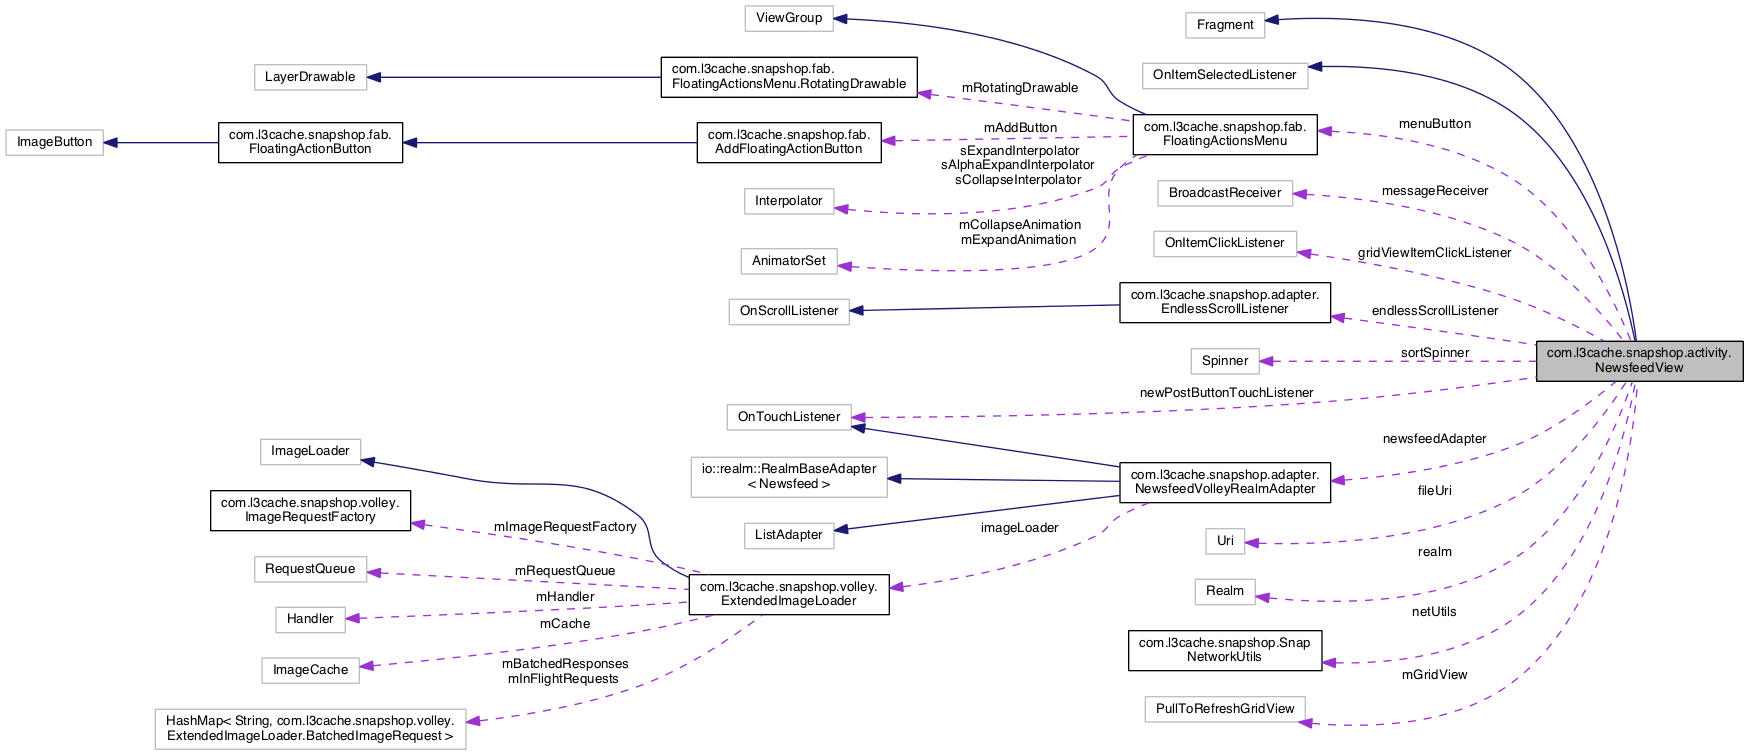 ViewGroup
Fragment
LayerDrawable
com.l3cache.snapshop.fab.
FloatingActionsMenu.RotatingDrawable
mRotatingDrawable
OnItemSelectedListener
ImageButton
com.l3cache.snapshop.fab.
FloatingActionButton
com.l3cache.snapshop.fab.
AddFloatingActionButton
mAddButton
com.l3cache.snapshop.fab.
FloatingActionsMenu
menuButton
sExpandInterpolator
sAlphaExpandInterpolator
sCollapseInterpolator
Interpolator
BroadcastReceiver
messageReceiver
mCollapseAnimation
mExpandAnimation
AnimatorSet
OnItemClickListener
gridViewItemClickListener
OnScrollListener
com.l3cache.snapshop.adapter.
EndlessScrollListener
endlessScrollListener
Spinner
sortSpinner
com.l3cache.snapshop.activity.
NewsfeedView
newPostButtonTouchListener
OnTouchListener
newsfeedAdapter
ImageLoader
io::realm::RealmBaseAdapter
< Newsfeed >
com.l3cache.snapshop.adapter.
NewsfeedVolleyRealmAdapter
fileUri
com.l3cache.snapshop.volley.
ImageRequestFactory
mImageRequestFactory
ListAdapter
imageLoader
Uri
realm
RequestQueue
mRequestQueue
com.l3cache.snapshop.volley.
ExtendedImageLoader
Realm
Handler
mHandler
netUtils
mCache
com.l3cache.snapshop.Snap
NetworkUtils
ImageCache
mBatchedResponses
mInFlightRequests
mGridView
PullToRefreshGridView
HashMap< String, com.l3cache.snapshop.volley.
ExtendedImageLoader.BatchedImageRequest >